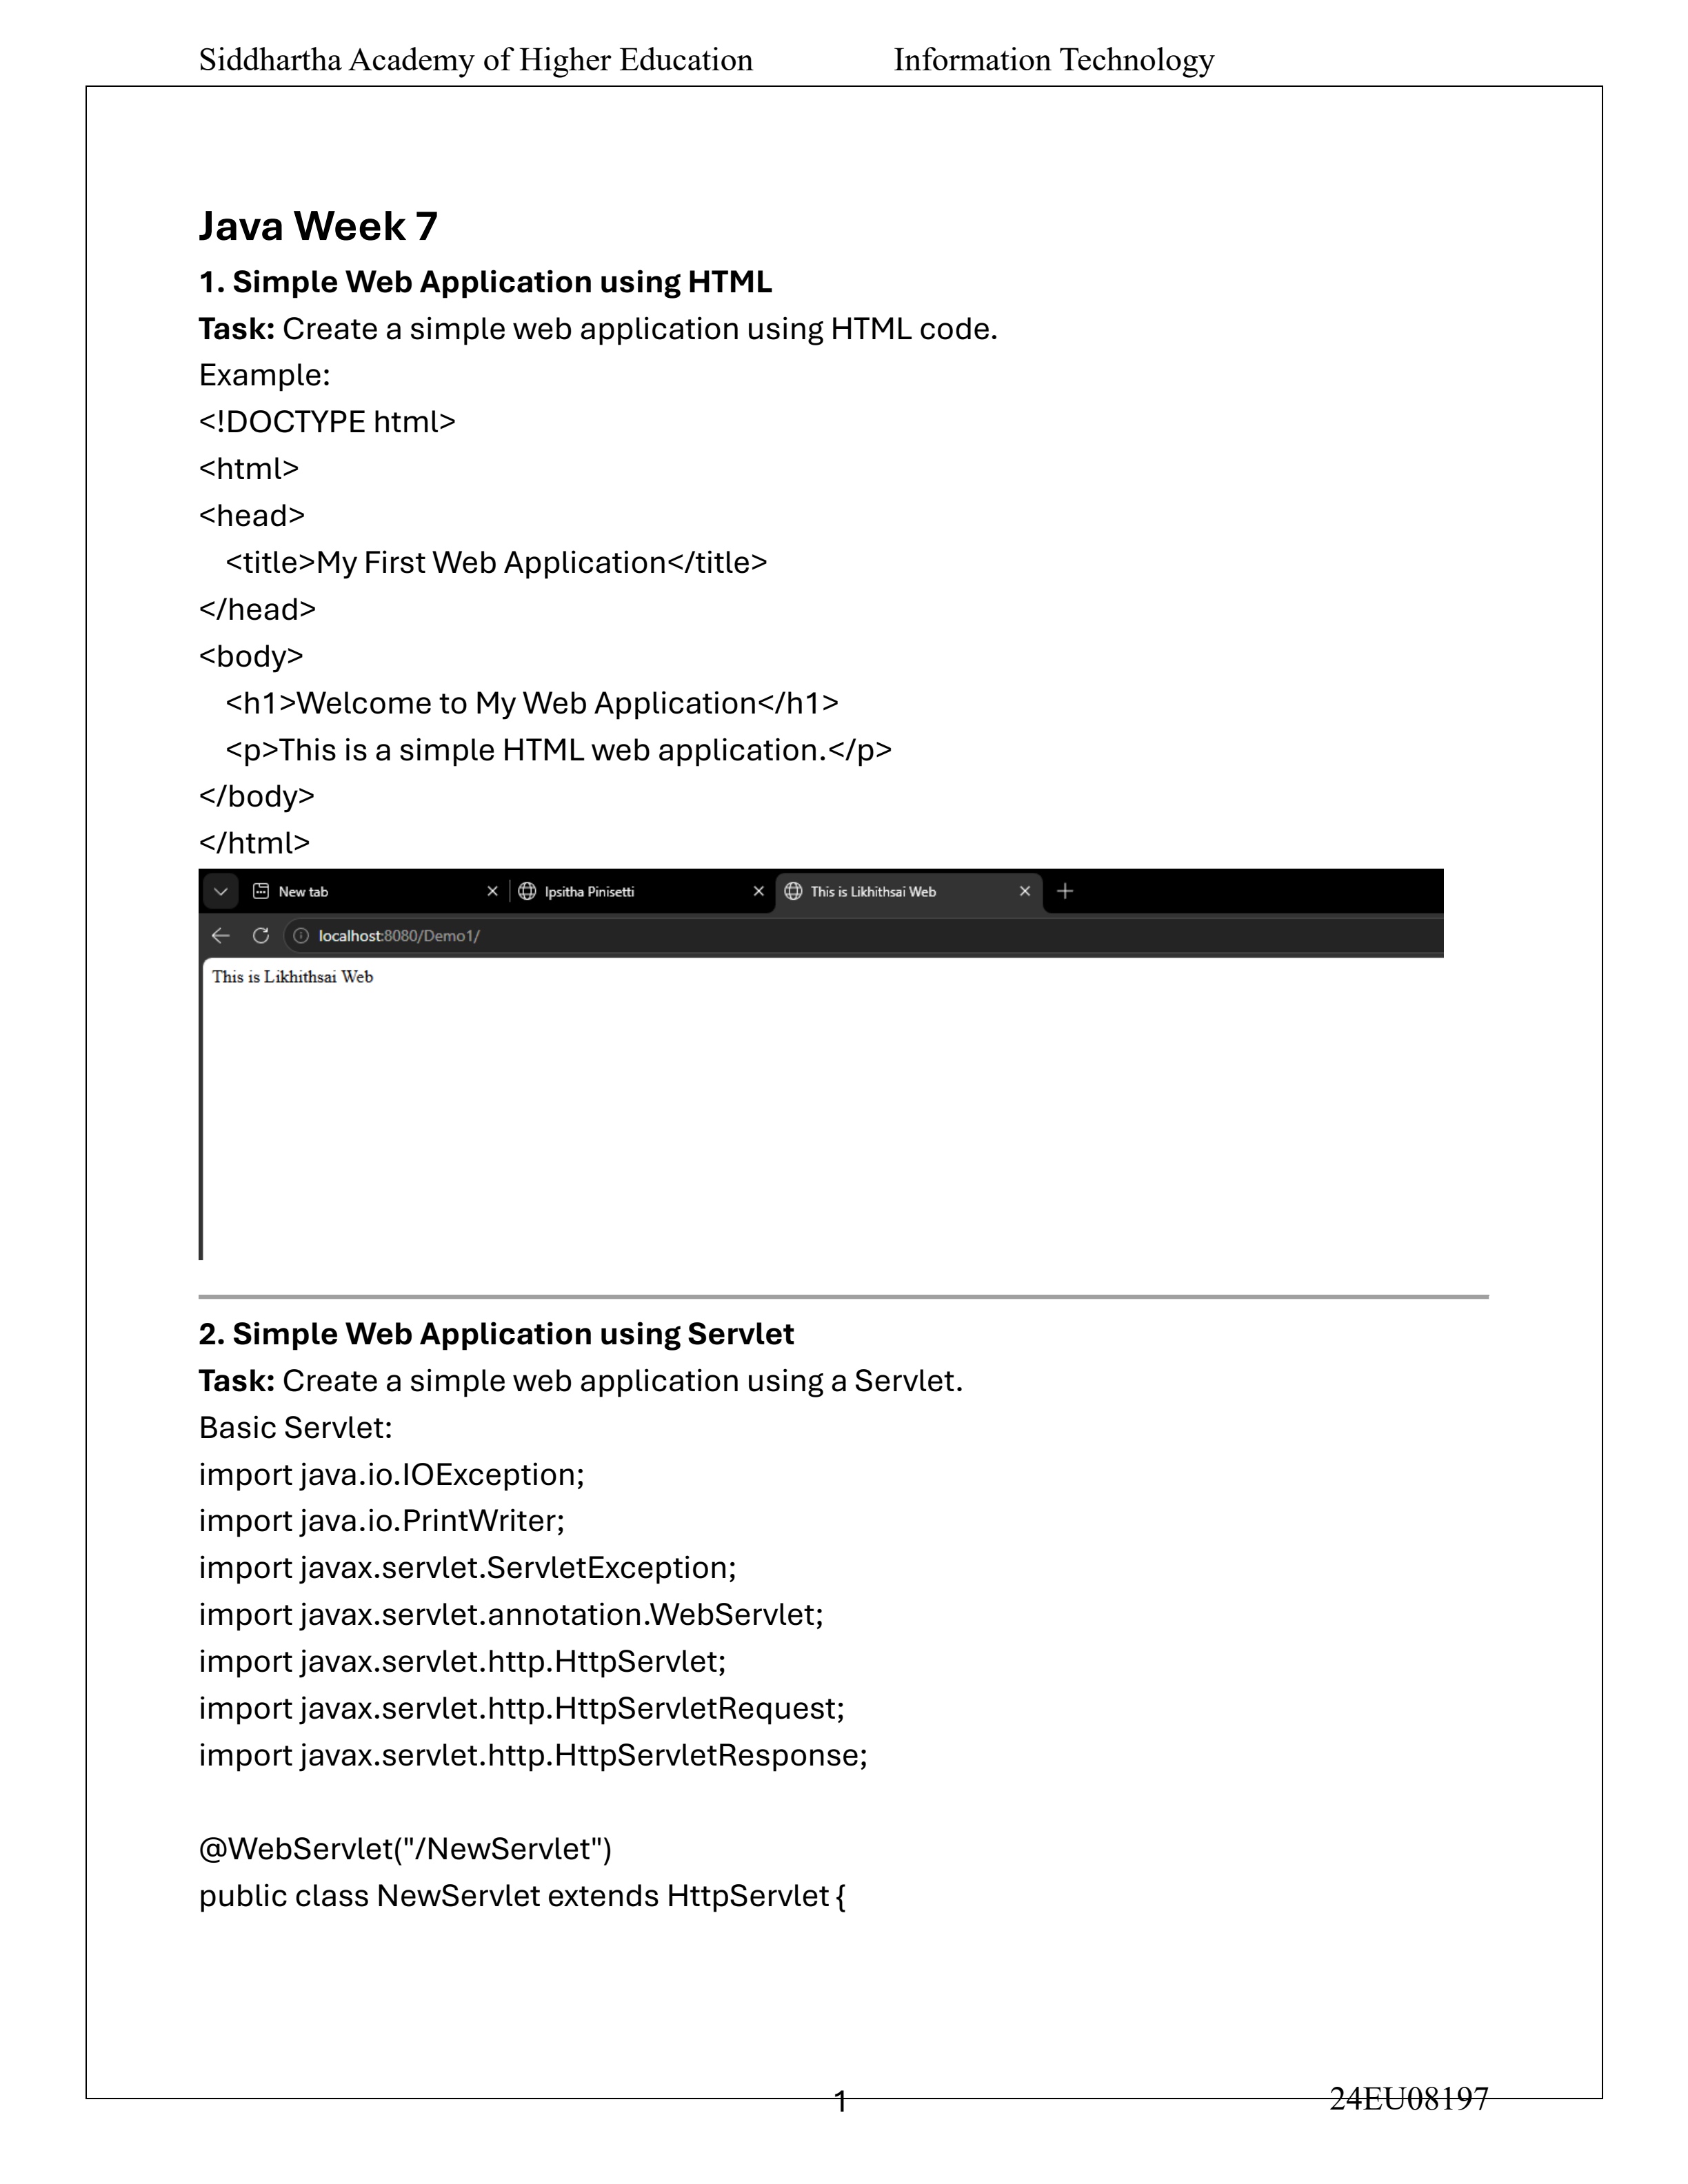 Siddhartha Academy of Higher Education Information Technology
Java Week 7
1. Simple Web Application using HTML
Task: Create a simple web application using HTML code.
Example:
<!DOCTYPE html>
<html>
<head>
<title>My First Web Application</title>
</head>
<body>
<h1>Welcome to My Web Application</h1>
<p>This is a simple HTML web application.</p>
</body>
</html>
New tab Ipsitha Pinisetti This is Likhithsai Web
localhost:8080/Demo1/
This is Likhithsai Web
2. Simple Web Application using Servlet
Task: Create a simple web application using a Servlet.
Basic Servlet:
import java.io.IOException;
import java.io.PrintWriter;
import javax.servlet.ServletException;
import javax.servlet.annotation.WebServlet;
import javax.servlet.http.HttpServlet;
import javax.servlet.http.HttpServletRequest;
import javax.servlet.http.HttpServletResponse;
@WebServlet("/NewServlet")
public class NewServlet extends HttpServlet {
1 24EU08197